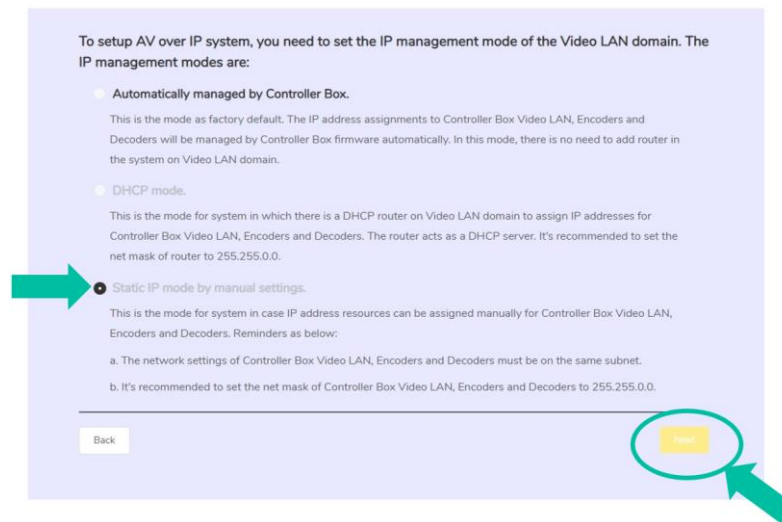 To setup AV over IP system, you need to set the IP management mode of the Video LAN domain. The
IP management modes are:
Automatically managed by Controller Box.
This is the mode as factory default. The IP address assignments to Controller Box Video LAN, Encoders and
Decoders will be managed by Controller Box firmware automatically. In this mode, there is no need to add router in
the system on Video LAN domain.
DHCP mode.
This is the mode for system in which there is a DHCP router on Video LAN domain to assign IP addresses for
Controller Box Video LAN, Encoders and Decoders. The router acts as a DHCP server. It's recommended to set the
net mask of router to 255.255.0.0.
Static IP mode by manual settings.
This is the mode for system in case IP address resources can be assigned manually for Controller Box Video LAN,
Encoders and Decoders. Reminders as below:
a. The network settings of Controller Box Video LAN, Encoders and Decoders must be on the same subnet.
b. It's recommended to set the net mask of Controller Box Video LAN, Encoders and Decoders to 255.255.0.0.
Back
Next